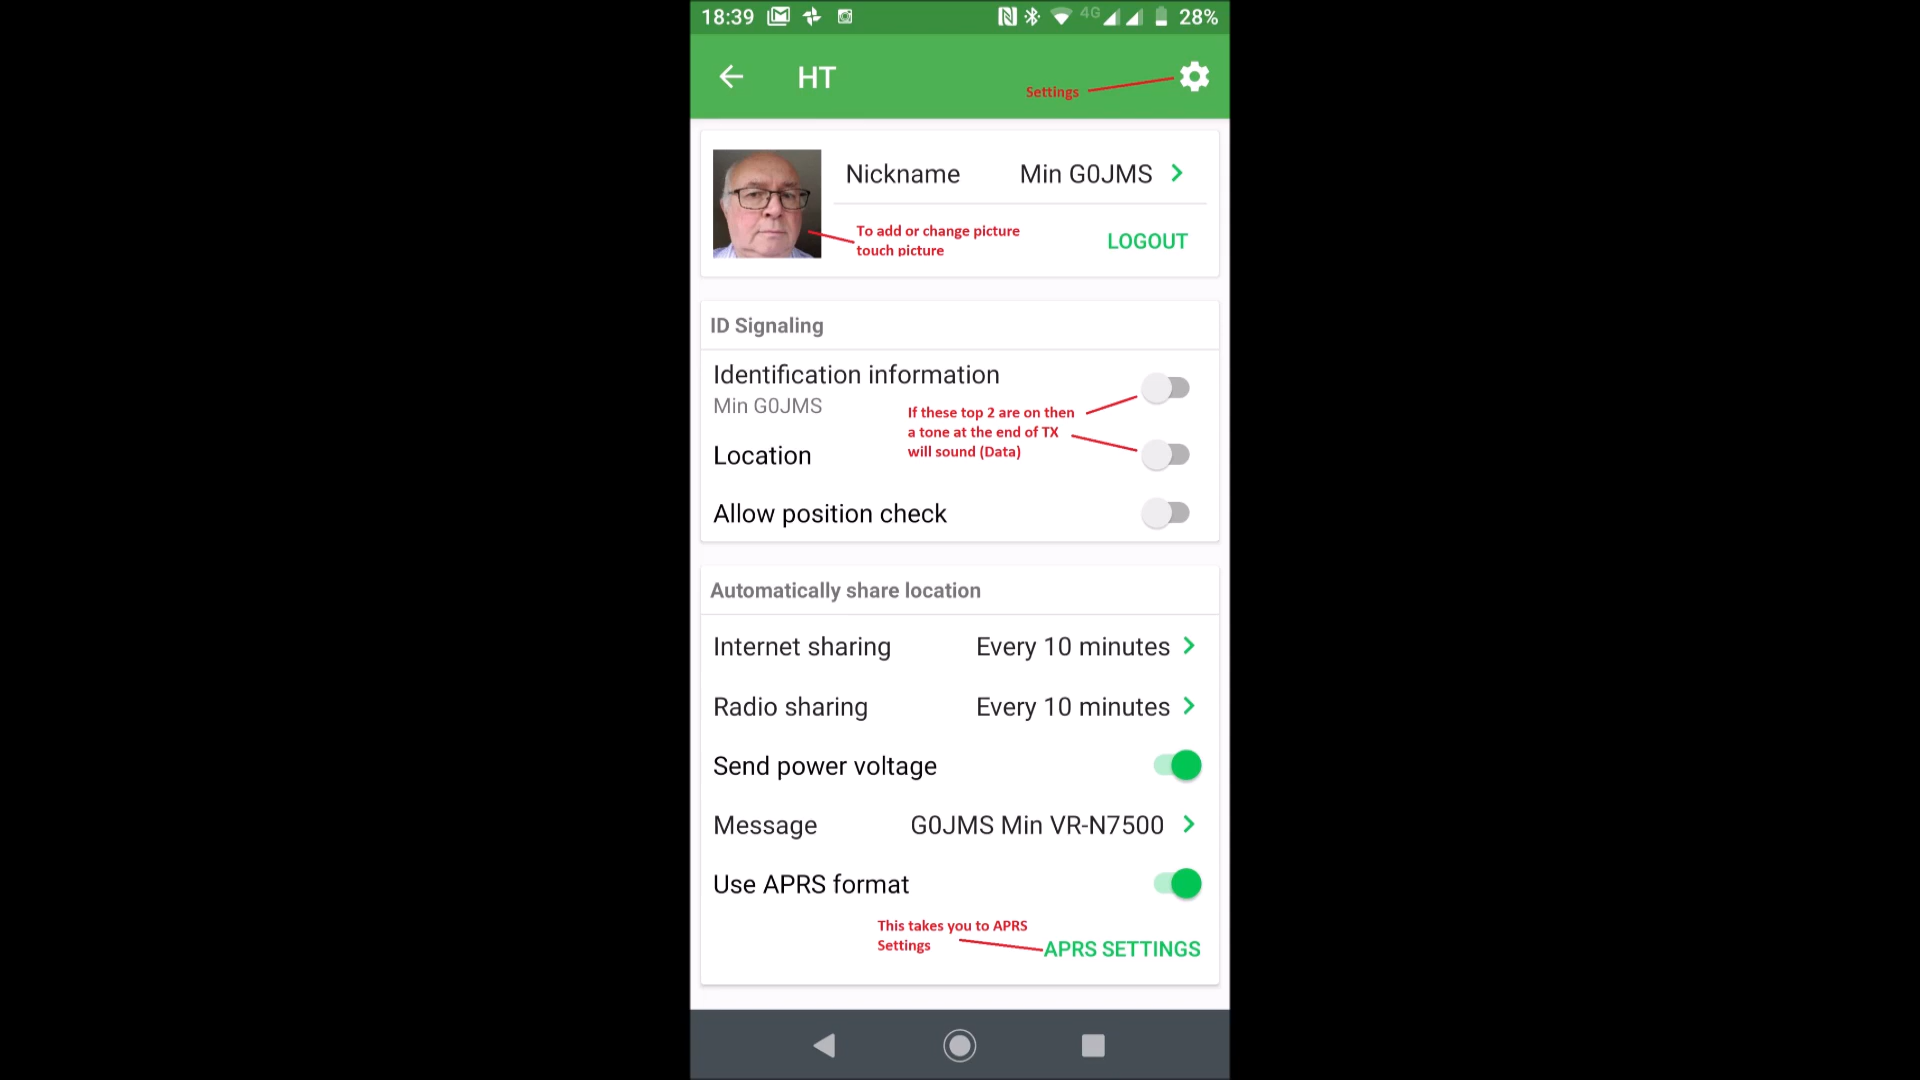 18:39 4G 28%
HT
Settings
Nickname Min G0JMS
To add or change picture
touch picture
LOGOUT
ID Signaling
Identification information
Min G0JMS
If these top 2 are on then
a tone at the end of TX
will sound (Data)
Location
Allow position check
Automatically share location
Internet sharing Every 10 minutes
Radio sharing Every 10 minutes
Send power voltage
Message G0JMS Min VR-N7500
Use APRS format
This takes you to APRS
Settings
APRS SETTINGS